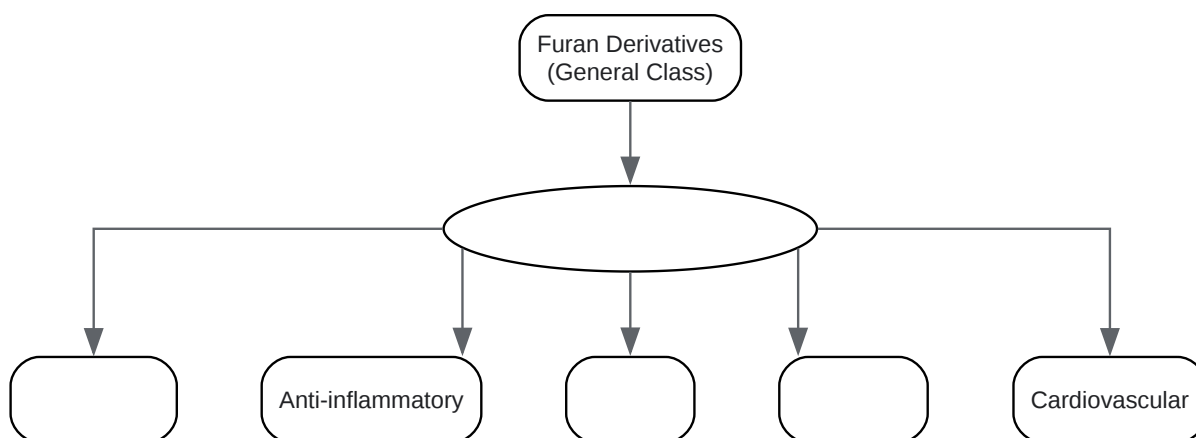 Furan Derivatives
(General Class)
Anti-inflammatory
Cardiovascular